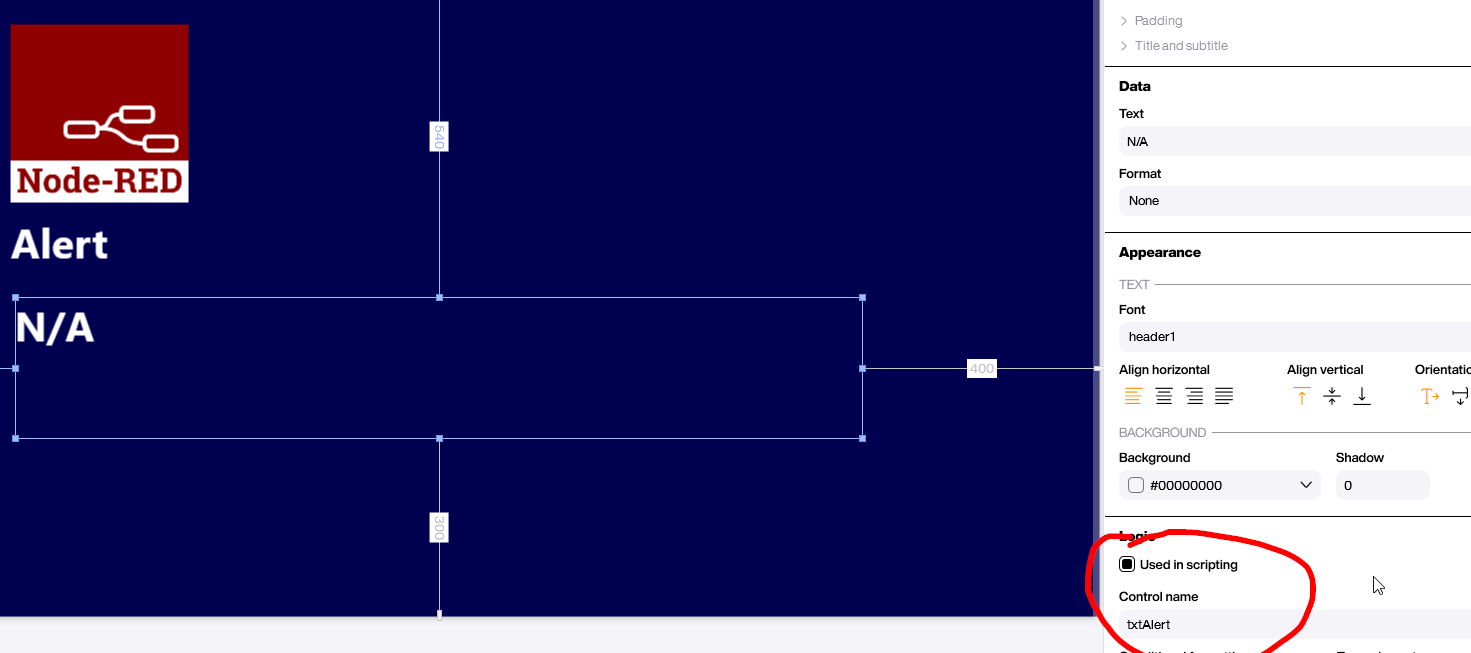 Node-RED
Alert
N/A
540
400
300
Padding
Title and subtitle
Data
Text
N/A
Format
None
Appearance
TEXT
Font
header1
Align horizontal
Align vertical
Orientatio
BACKGROUND
Background
Shadow
#00000000
0
Logic
Used in scripting
Control name
txtAlert